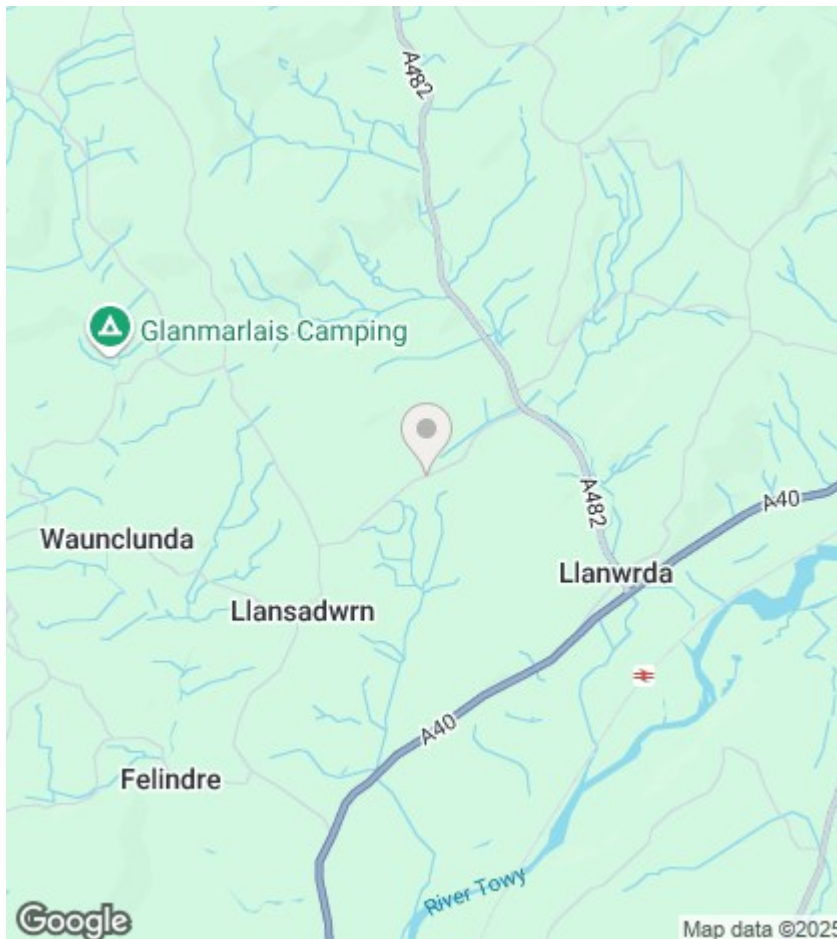 A482
Glanmarlais Camping
A40
A482
Waunclunda
Llanwrda
Llansadwrn
A40
Felindre
River Towy
Google
Map data ©2025